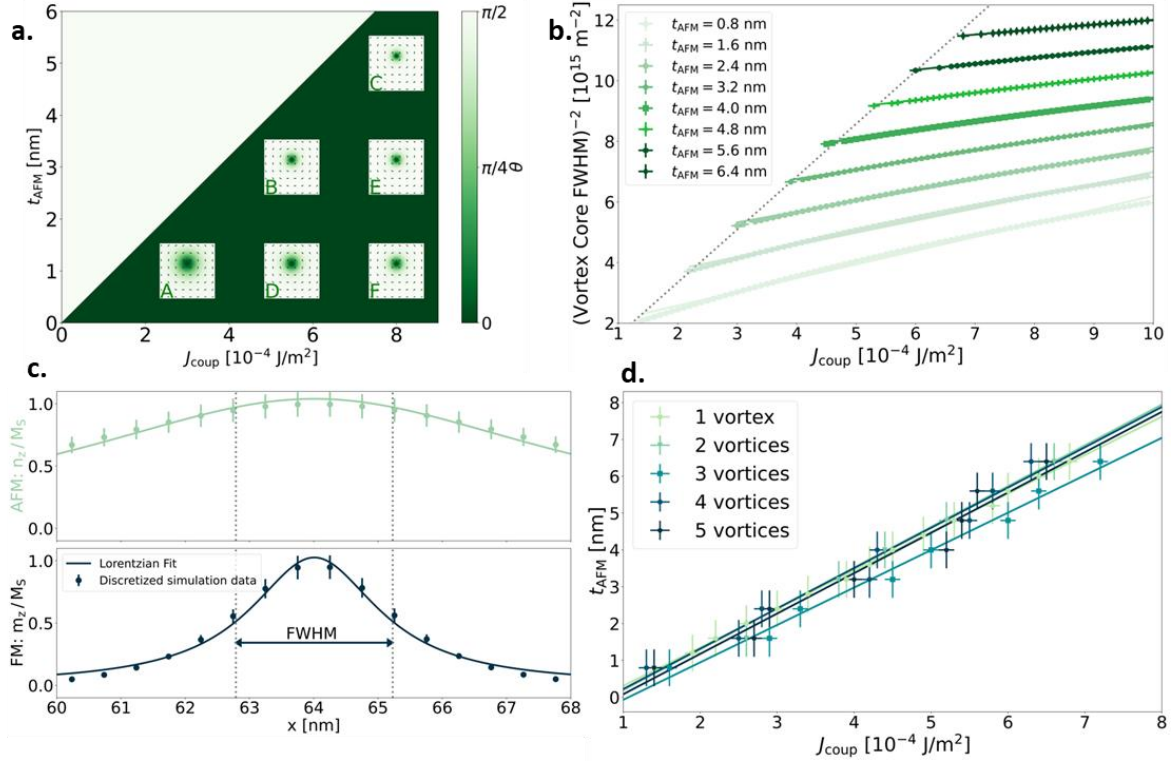 a.
6
5
4
3
2
1
0
t_AFM [nm]
A
B
C
D
E
F
0
2
4
6
8
J_coup [10⁻⁴ J/m²]
π/2
π/4
0
θ
b.
12
10
8
6
4
2
(Vortex Core FWHM)⁻² [10¹⁵ m⁻²]
t_AFM = 0.8 nm
t_AFM = 1.6 nm
t_AFM = 2.4 nm
t_AFM = 3.2 nm
t_AFM = 4.0 nm
t_AFM = 4.8 nm
t_AFM = 5.6 nm
t_AFM = 6.4 nm
1
2
3
4
5
6
7
8
9
10
J_coup [10⁻⁴ J/m²]
c.
1.0
0.5
0.0
AFM: n_z/M_S
1.0
0.5
0.0
FM: m_z/M_S
Lorentzian Fit
Discretized simulation data
FWHM
60
61
62
63
64
65
66
67
68
x [nm]
d.
8
7
6
5
4
3
2
1
0
t_AFM [nm]
1 vortex
2 vortices
3 vortices
4 vortices
5 vortices
1
2
3
4
5
6
7
8
J_coup [10⁻⁴ J/m²]